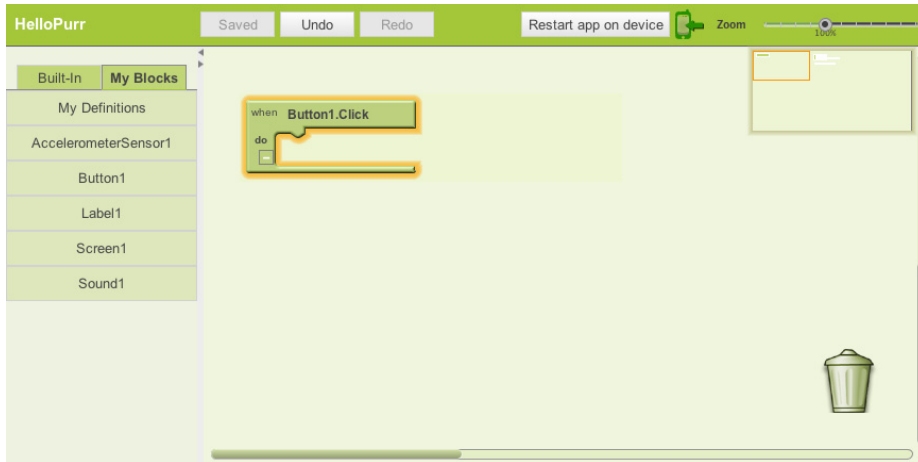 HelloPurr
Saved Undo Redo Restart app on device Zoom
100%
Built-In My Blocks
My Definitions
AccelerometerSensor1
Button1
Label1
Screen1
Sound1
when Button1.Click
do